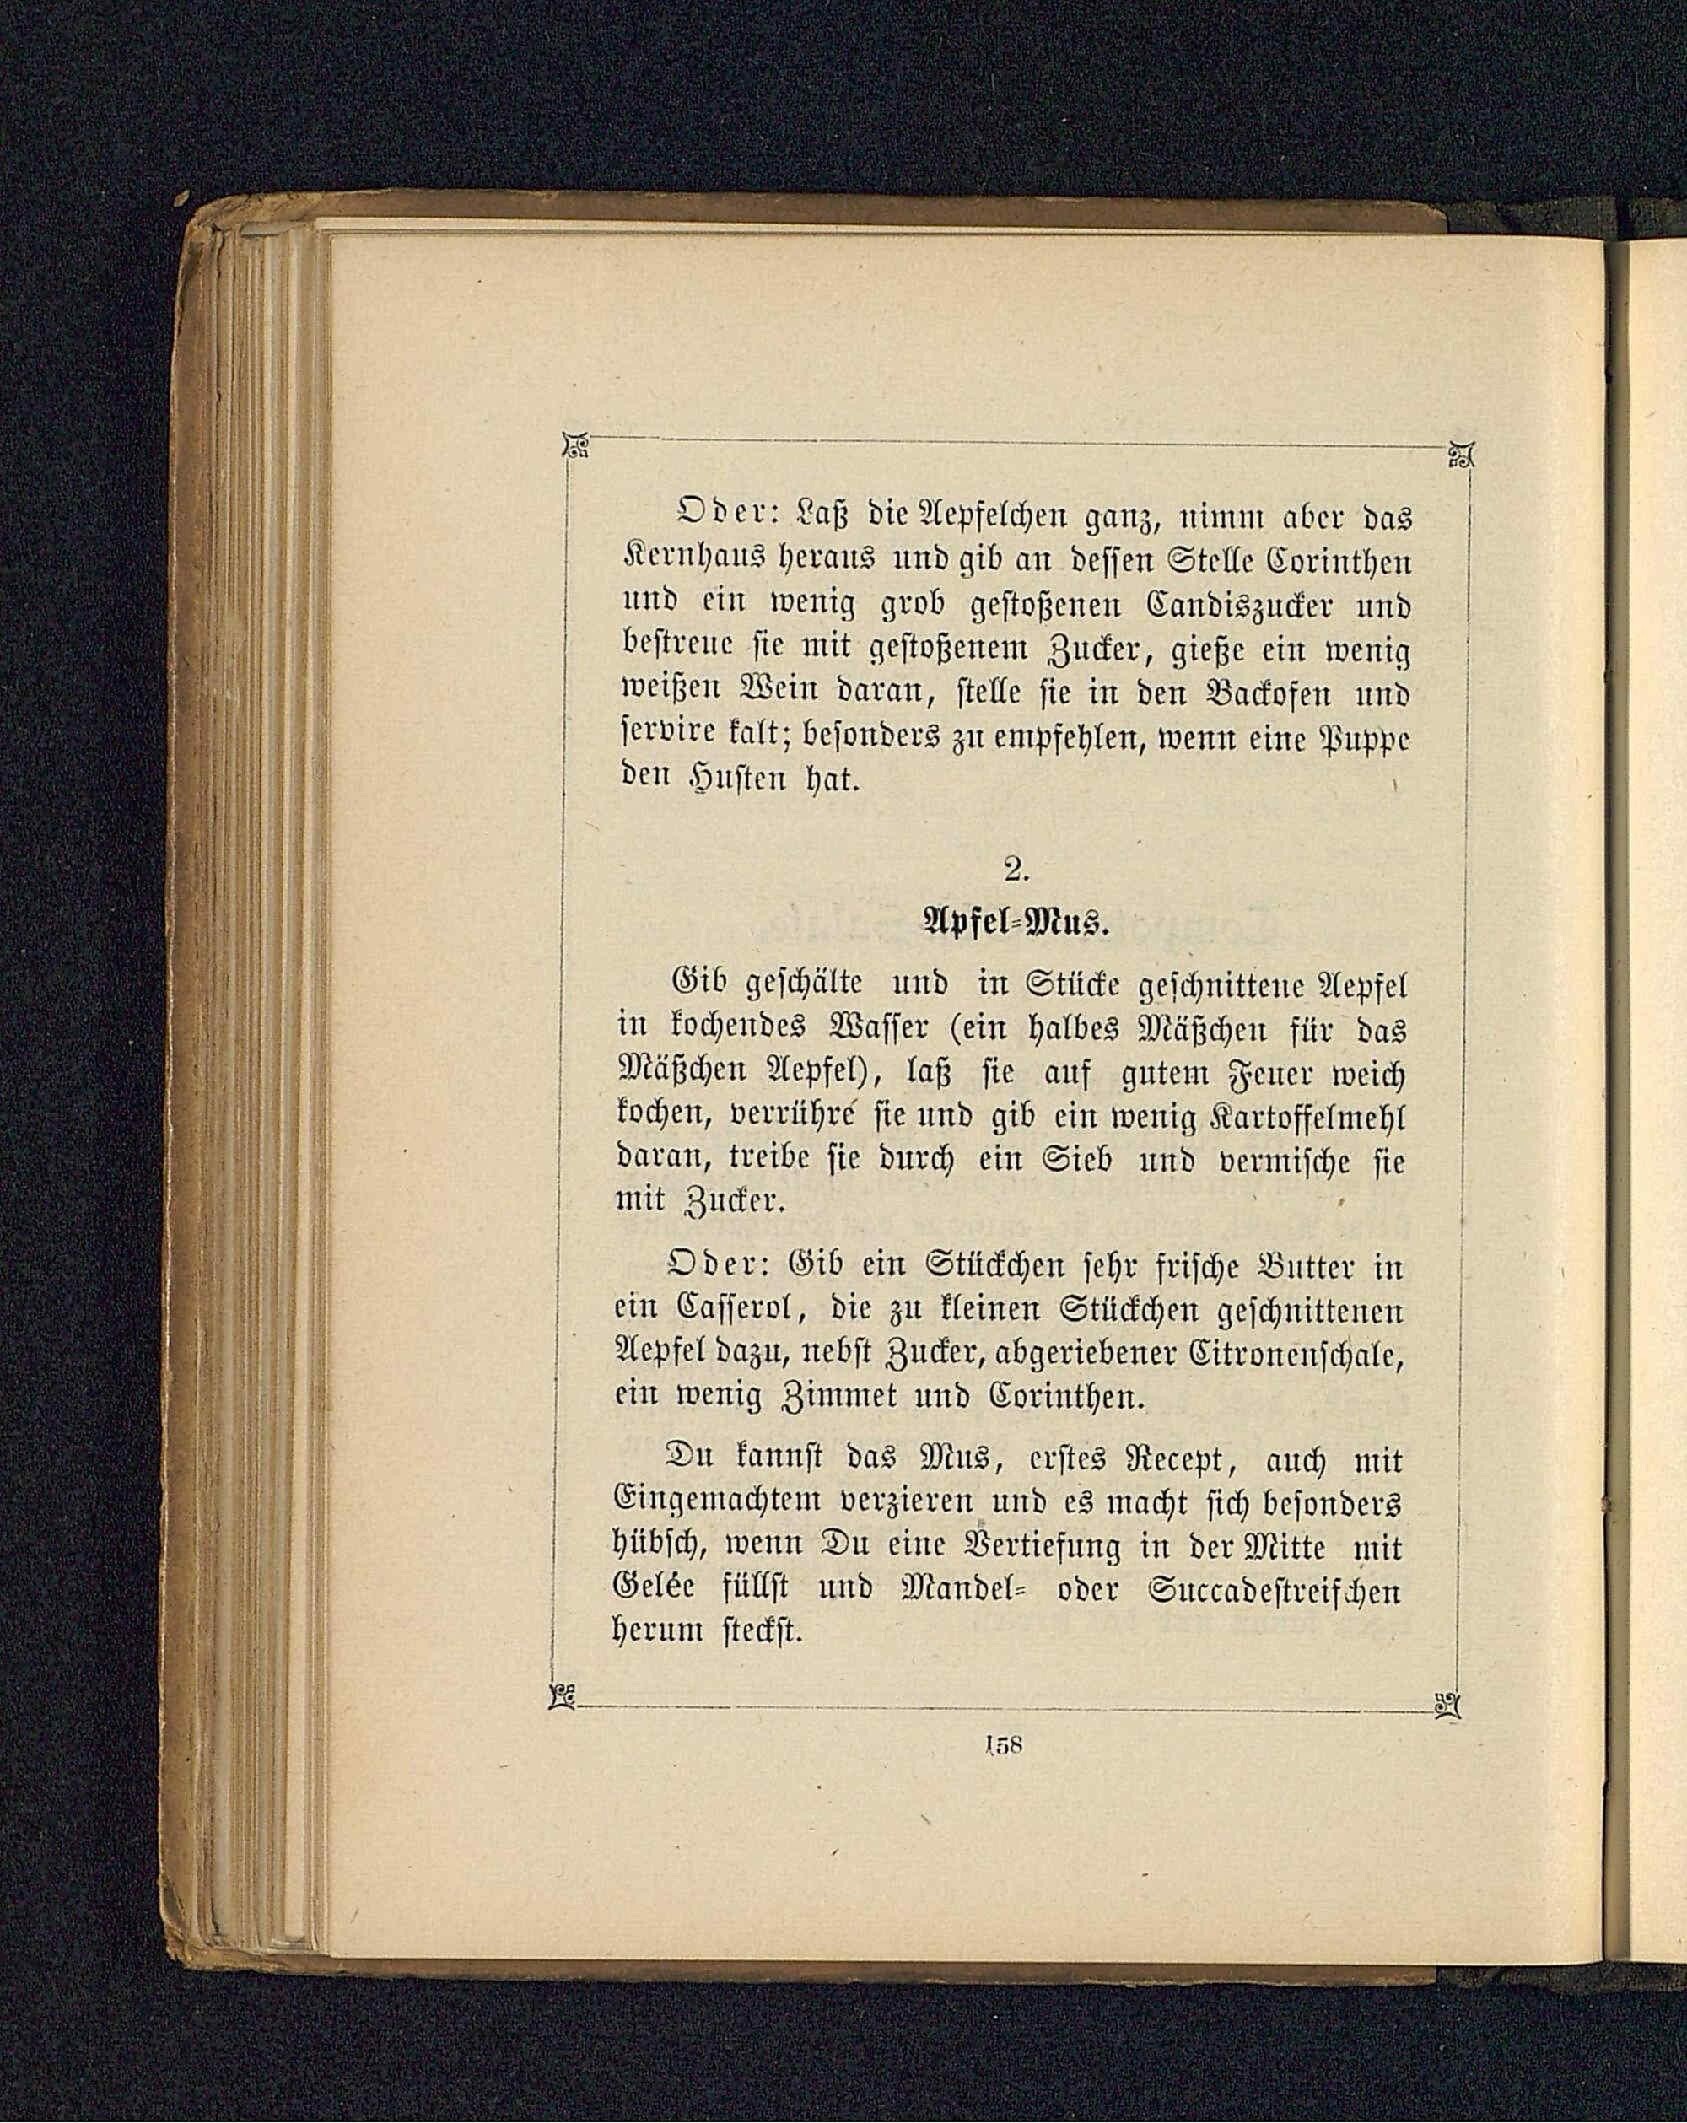 Oder: Laß die Aepfelchen ganz, nimm aber das
Kernhaus heraus und gib an dessen Stelle Corinthen
und ein wenig grob gestoßenen Candiszucker und
bestreue sie mit gestoßenem Zucker, gieße ein wenig
weißen Wein daran, stelle sie in den Backofen und
servire kalt; besonders zu empfehlen, wenn eine Puppe
den Husten hat.
2.
Apfel-Mus.
Gib geschälte und in Stücke geschnittene Aepfel
in kochendes Wasser (ein halbes Mäßchen für das
Mäßchen Aepfel), laß sie auf gutem Feuer weich
kochen, verrühre sie und gib ein wenig Kartoffelmehl
daran, treibe sie durch ein Sieb und vermische sie
mit Zucker.
Oder: Gib ein Stückchen sehr frische Butter in
ein Casserol, die zu kleinen Stückchen geschnittenen
Aepfel dazu, nebst Zucker, abgeriebener Citronenschale,
ein wenig Zimmet und Corinthen.
Du kannst das Mus, erstes Recept, auch mit
Eingemachtem verzieren und es macht sich besonders
hübsch, wenn Du eine Vertiefung in der Mitte mit
Gelée füllst und Mandel- oder Succadestreifchen
herum steckst.
158